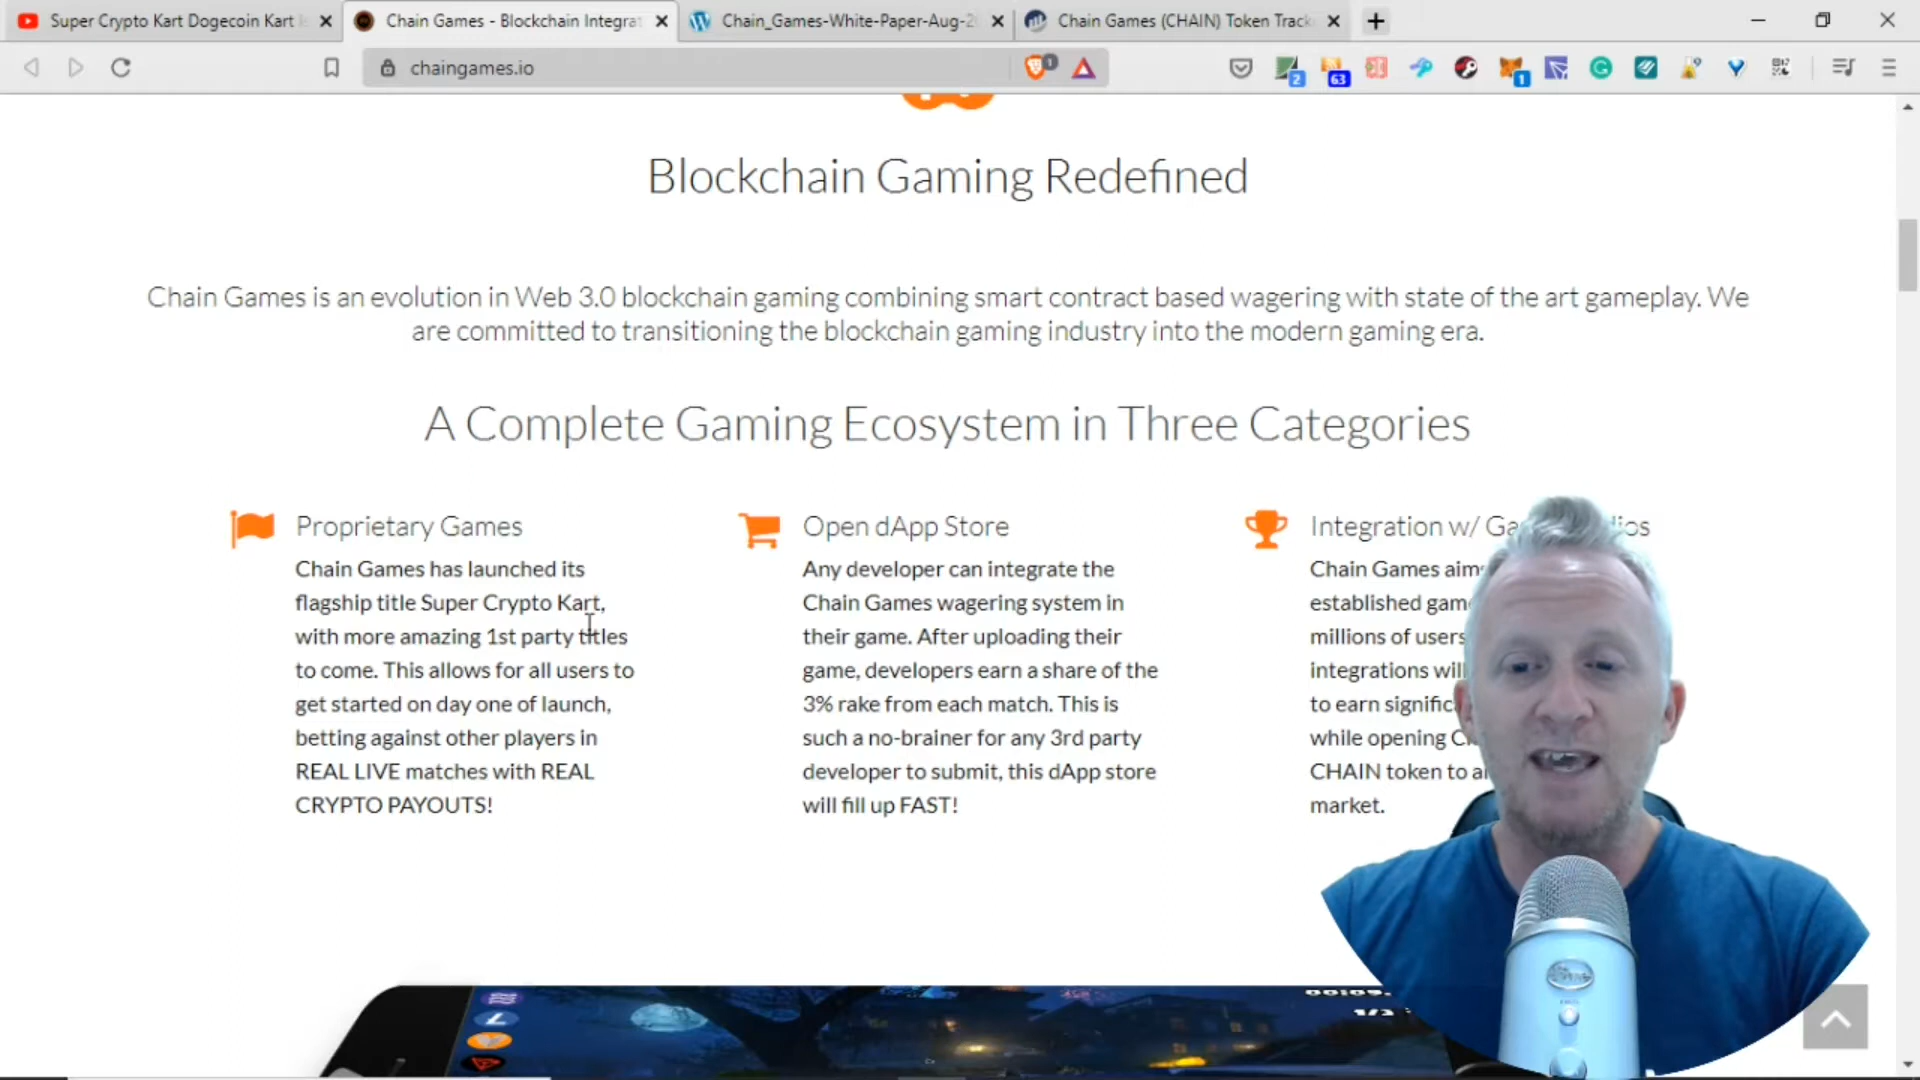 Super Crypto Kart Dogecoin Kart
Chain Games - Blockchain Integrat
Chain_Games-White-Paper-Aug-2
Chain Games (CHAIN) Token Track
chaingames.io
1
2
63
1
Blockchain Gaming Redefined
Chain Games is an evolution in Web 3.0 blockchain gaming combining smart contract based wagering with state of the art gameplay. We
are committed to transitioning the blockchain gaming industry into the modern gaming era.
A Complete Gaming Ecosystem in Three Categories
Proprietary Games
Chain Games has launched its
flagship title Super Crypto Kart,
with more amazing 1st party titles
to come. This allows for all users to
get started on day one of launch,
betting against other players in
REAL LIVE matches with REAL
CRYPTO PAYOUTS!
Open dApp Store
Any developer can integrate the
Chain Games wagering system in
their game. After uploading their
game, developers earn a share of the
3% rake from each match. This is
such a no-brainer for any 3rd party
developer to submit, this dApp store
will fill up FAST!
Integration w/
Chain Games
established
millions of users
integrations will
to earn
while opening
CHAIN token to
market.